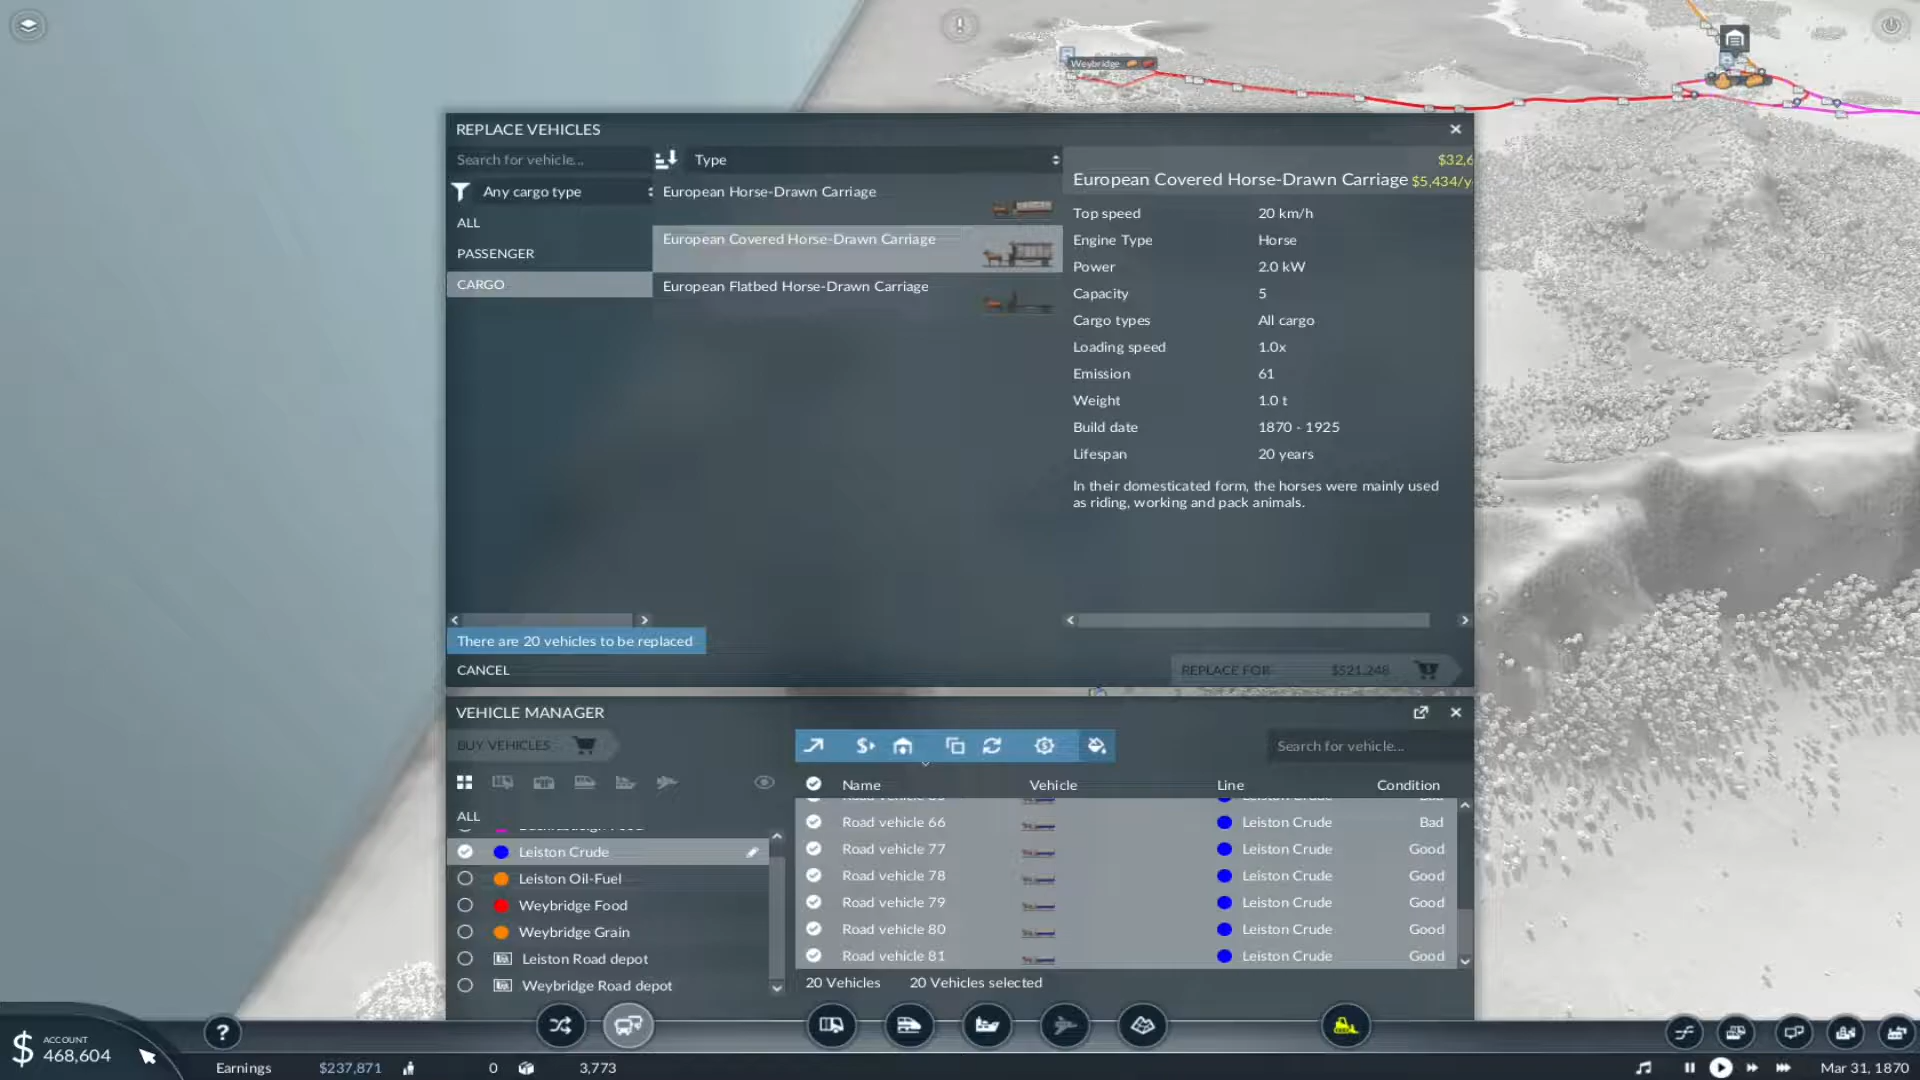 Weybridge
REPLACE VEHICLES
Search for vehicle...
Type
Any cargo type
ALL
PASSENGER
CARGO
European Horse-Drawn Carriage
European Covered Horse-Drawn Carriage
European Flatbed Horse-Drawn Carriage
$32,6
European Covered Horse-Drawn Carriage $5,434/y
Top speed 20 km/h
Engine Type Horse
Power 2.0 kW
Capacity 5
Cargo types All cargo
Loading speed 1.0x
Emission 61
Weight 1.0 t
Build date 1870 - 1925
Lifespan 20 years
In their domesticated form, the horses were mainly used
as riding, working and pack animals.
There are 20 vehicles to be replaced
CANCEL
REPLACE FOR $521,248
VEHICLE MANAGER
BUY VEHICLES
Search for vehicle...
ALL
Leiston Crude
Leiston Oil-Fuel
Weybridge Food
Weybridge Grain
Leiston Road depot
Weybridge Road depot
Name Vehicle Line Condition
Road vehicle 66 Leiston Crude Bad
Road vehicle 77 Leiston Crude Good
Road vehicle 78 Leiston Crude Good
Road vehicle 79 Leiston Crude Good
Road vehicle 80 Leiston Crude Good
Road vehicle 81 Leiston Crude Good
20 Vehicles 20 Vehicles selected
$ ACCOUNT
468,604
?
Earnings $237,871 0 3,773
Mar 31, 1870